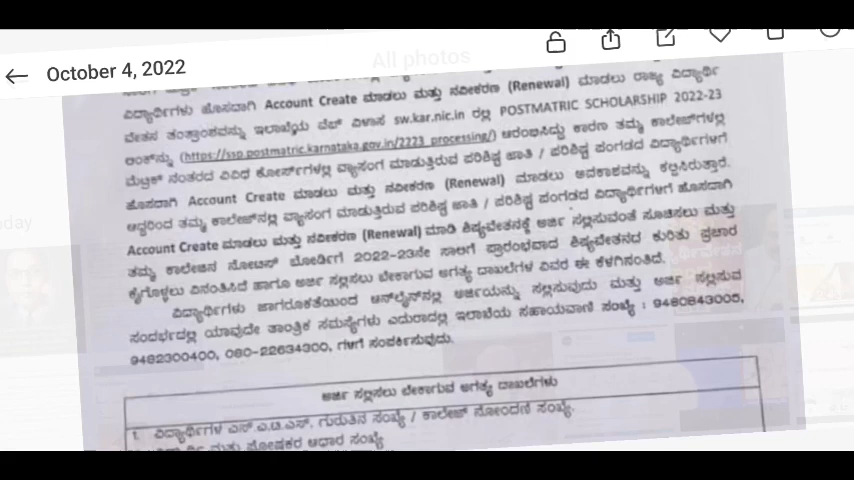 All photos
October 4, 2022
ವಿದ್ಯಾರ್ಥಿಗಳು ಹೊಸದಾಗಿ Account Create ಮಾಡಲು ಮತ್ತು ನವೀಕರಣ (Renewal) ಮಾಡಲು ರಾಜ್ಯ ವಿದ್ಯಾರ್ಥಿ
ವೇತನ ತಂತ್ರಾಂಶವನ್ನು ಇಲಾಖೆಯ ವೆಬ್ ವಿಳಾಸ sw.kar.nic.in ರಲ್ಲಿ POSTMATRIC SCHOLARSHIP 2022-23
ಲಿಂಕ್‌ನ್ನು (https://ssp.postmatric.karnataka.gov.in/2223_processing/) ಆರಂಭಿಸಿದ್ದು ಕಾರಣ ತಮ್ಮ ಕಾಲೇಜ್‌ಗಳಲ್ಲಿ
ಮೆಟ್ರಿಕ್ ನಂತರದ ವಿವಿಧ ಕೋರ್ಸ್‌ಗಳಲ್ಲಿ ವ್ಯಾಸಂಗ ಮಾಡುತ್ತಿರುವ ಪರಿಶಿಷ್ಟ ಜಾತಿ / ಪರಿಶಿಷ್ಟ ಪಂಗಡದ ವಿದ್ಯಾರ್ಥಿಗಳಿಗೆ
ಹೊಸದಾಗಿ Account Create ಮಾಡಲು ಮತ್ತು ನವೀಕರಣ (Renewal) ಮಾಡಲು ಅವಕಾಶವನ್ನು ಕಲ್ಪಿಸಿರುತ್ತಾರೆ.
ಆದ್ದರಿಂದ ತಮ್ಮ ಕಾಲೇಜಿನಲ್ಲಿ ವ್ಯಾಸಂಗ ಮಾಡುತ್ತಿರುವ ಪರಿಶಿಷ್ಟ ಜಾತಿ / ಪರಿಶಿಷ್ಟ ಪಂಗಡದ ವಿದ್ಯಾರ್ಥಿಗಳಿಗೆ ಹೊಸದಾಗಿ
Account Create ಮಾಡಲು ಮತ್ತು ನವೀಕರಣ (Renewal) ಮಾಡಿ ಶಿಷ್ಯವೇತನಕ್ಕೆ ಅರ್ಜಿ ಸಲ್ಲಿಸುವಂತೆ ಸೂಚಿಸಲು ಮತ್ತು
ತಮ್ಮ ಕಾಲೇಜಿನ ನೋಟಿಸ್ ಬೋರ್ಡಿಗೆ 2022-23ನೇ ಸಾಲಿಗೆ ಪ್ರಾರಂಭವಾದ ಶಿಷ್ಯವೇತನದ ಕುರಿತು ಪ್ರಚಾರ
ಕೈಗೊಳ್ಳಲು ವಿನಂತಿಸಿದೆ ಹಾಗೂ ಅರ್ಜಿ ಸಲ್ಲಿಸಲು ಬೇಕಾಗುವ ಅಗತ್ಯ ದಾಖಲೆಗಳ ವಿವರ ಈ ಕೆಳಗಿನಂತಿದೆ.
ವಿದ್ಯಾರ್ಥಿಗಳು ಜಾಗರೂಕತೆಯಿಂದ ಆನ್‌ಲೈನ್‌ನಲ್ಲಿ ಅರ್ಜಿಯನ್ನು ಸಲ್ಲಿಸುವುದು ಮತ್ತು ಅರ್ಜಿ ಸಲ್ಲಿಸುವ
ಸಂದರ್ಭದಲ್ಲಿ ಯಾವುದೇ ತಾಂತ್ರಿಕ ಸಮಸ್ಯೆಗಳು ಎದುರಾದಲ್ಲಿ ಇಲಾಖೆಯ ಸಹಾಯವಾಣಿ ಸಂಖ್ಯೆ : 9480843005,
9482300400, 080-22634300, ಗಳಿಗೆ ಸಂಪರ್ಕಿಸುವುದು.
ಅರ್ಜಿ ಸಲ್ಲಿಸಲು ಬೇಕಾಗುವ ಅಗತ್ಯ ದಾಖಲೆಗಳು
1. ವಿದ್ಯಾರ್ಥಿಗಳ ಎಸ್.ಎ.ಟಿ.ಎಸ್. ಗುರುತಿನ ಸಂಖ್ಯೆ / ಕಾಲೇಜ್ ನೋಂದಣಿ ಸಂಖ್ಯೆ.
ಮತ್ತು ಪೋಷಕರ ಆಧಾರ ಸಂಖ್ಯೆ